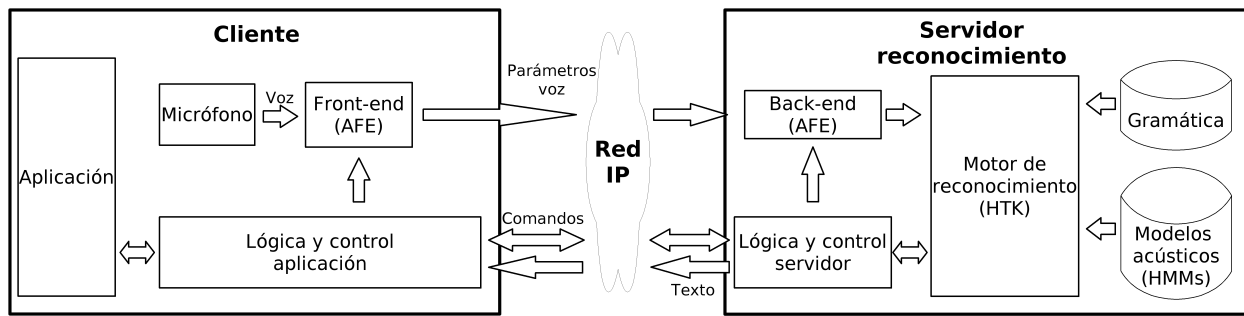 Cliente
Aplicación
Micrófono
Voz
Front-end
(AFE)
Parámetros
voz
Lógica y control
aplicación
Comandos
Texto
Red
IP
Servidor
reconocimiento
Back-end
(AFE)
Lógica y control
servidor
Motor de
reconocimiento
(HTK)
Gramática
Modelos
acústicos
(HMMs)